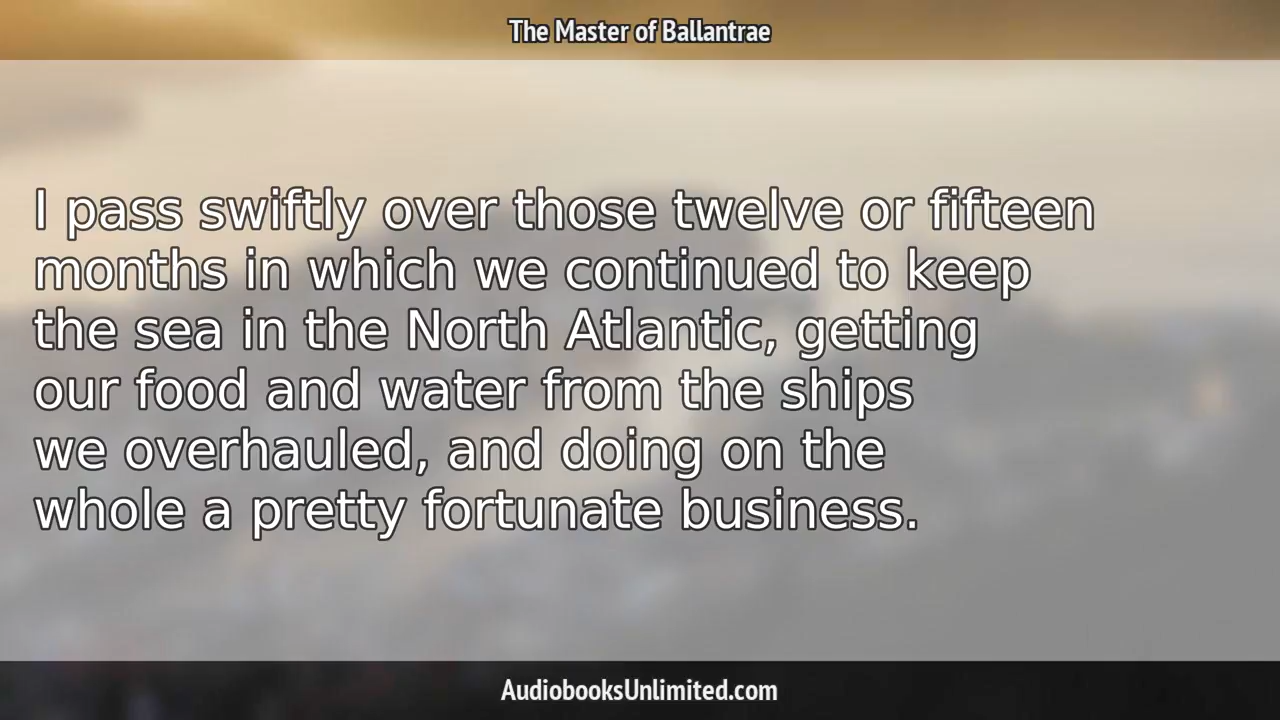 The Master of Ballantrae
I pass swiftly over those twelve or fifteen
months in which we continued to keep
the sea in the North Atlantic, getting
our food and water from the ships
we overhauled, and doing on the
whole a pretty fortunate business.
AudiobooksUnlimited.com